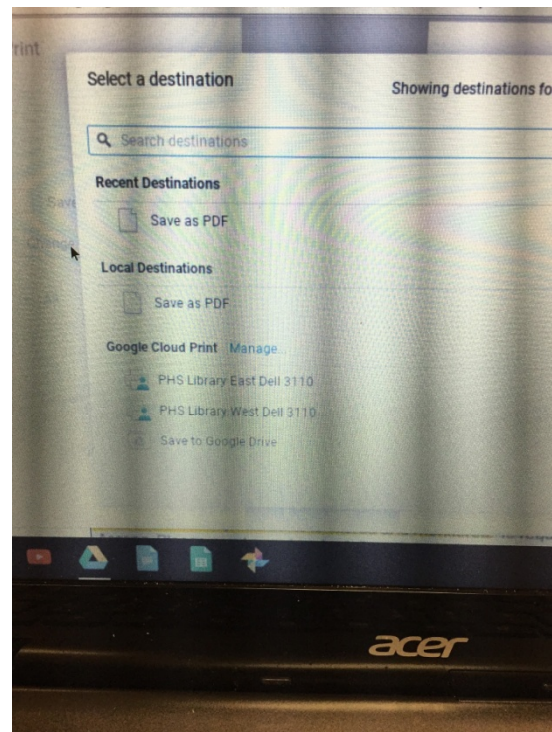 rint
Select a destination
Showing destinations fo
Search destinations
Recent Destinations
Save as PDF
Local Destinations
Save as PDF
Google Cloud Print Manage...
PHS Library East Dell 3110
PHS Library West Dell 3110
Save to Google Drive
acer